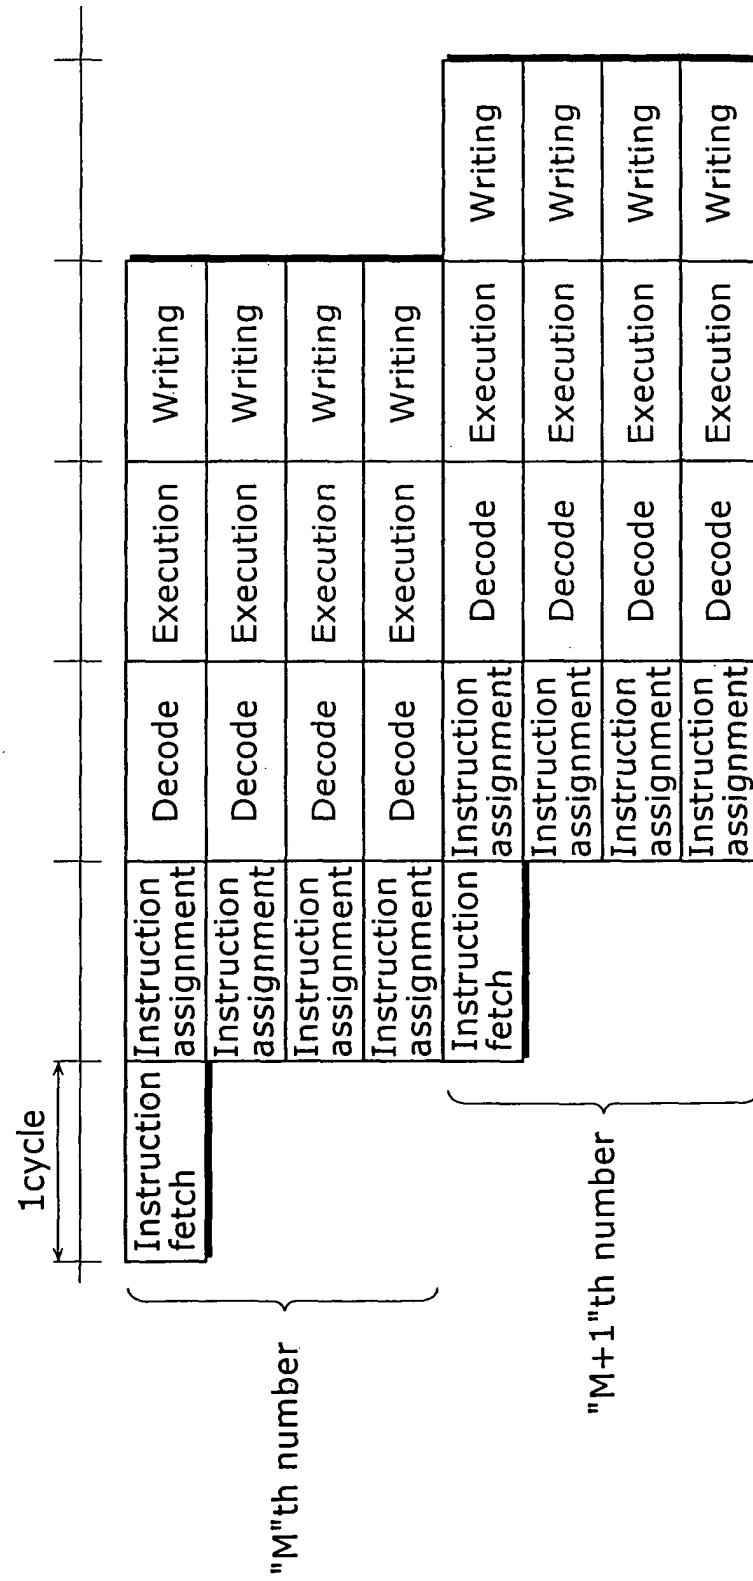 1cycle
"M"th number
Instruction
fetch
Instruction
assignment
Decode
Execution
Writing
Instruction
assignment
Decode
Execution
Writing
Instruction
assignment
Decode
Execution
Writing
Instruction
assignment
Decode
Execution
Writing
"M+1"th number
Instruction
fetch
Instruction
assignment
Decode
Execution
Writing
Instruction
assignment
Decode
Execution
Writing
Instruction
assignment
Decode
Execution
Writing
Instruction
assignment
Decode
Execution
Writing